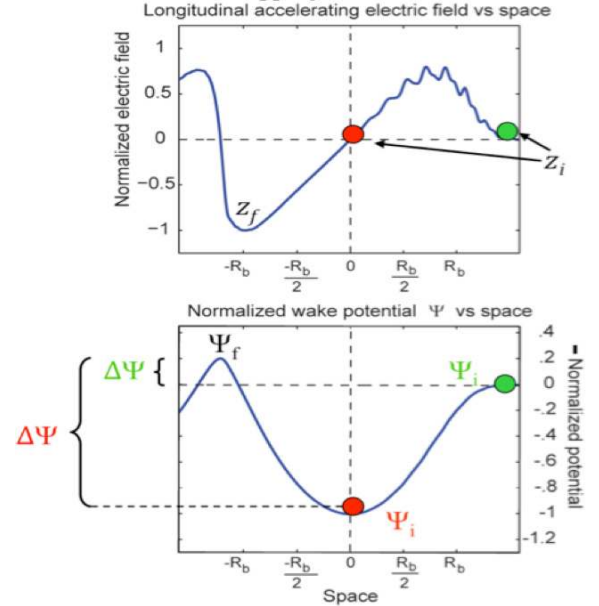 Longitudinal accelerating electric field vs space
Normalized electric field
1
0.5
0
-0.5
-1
z_f
z_i
-R_b
-R_b/2
0
R_b/2
R_b
Normalized wake potential Ψ vs space
Ψ_f
ΔΨ
Ψ_i
ΔΨ
Ψ_i
.4
.2
0
-.2
-.4
-.6
-.8
-1
-1.2
- Normalized potential
-R_b
-R_b/2
0
R_b/2
R_b
Space